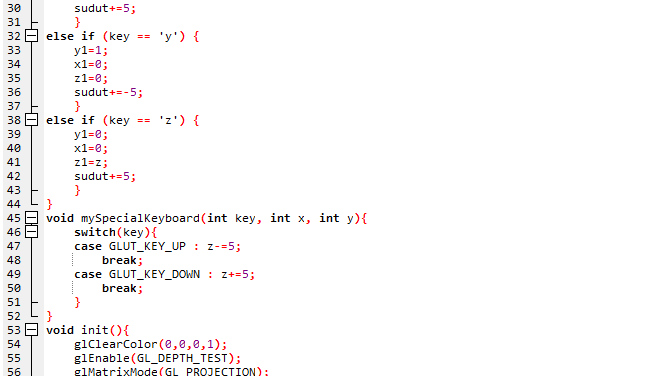 30 sudut+=5;
31 }
32 else if (key == 'y') {
33 y1=1;
34 x1=0;
35 z1=0;
36 sudut+=-5;
37 }
38 else if (key == 'z') {
39 y1=0;
40 x1=0;
41 z1=z;
42 sudut+=5;
43 }
44 }
45 void mySpecialKeyboard(int key, int x, int y){
46 switch(key){
47 case GLUT_KEY_UP : z-=5;
48 break;
49 case GLUT_KEY_DOWN : z+=5;
50 break;
51 }
52 }
53 void init(){
54 glClearColor(0,0,0,1);
55 glEnable(GL_DEPTH_TEST);
56 glMatrixMode(GL_PROJECTION);